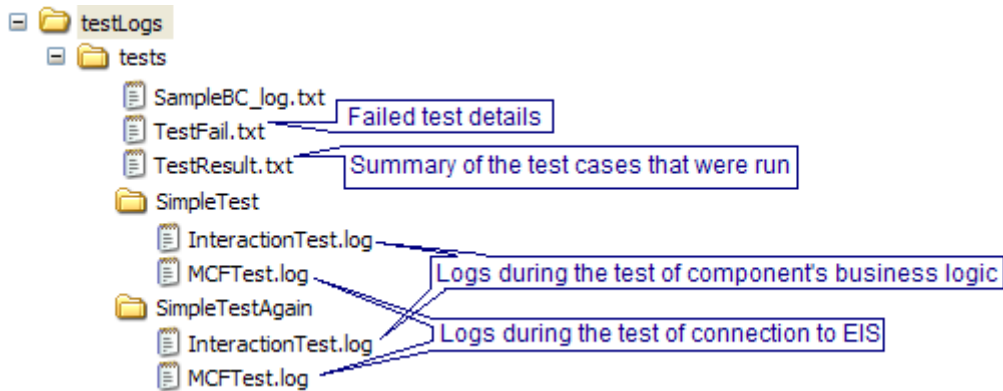 testLogs
tests
SampleBC_log.txt
Failed test details
TestFail.txt
TestResult.txt
Summary of the test cases that were run
SimpleTest
InteractionTest.log
MCFTest.log
Logs during the test of component's business logic
SimpleTestAgain
InteractionTest.log
Logs during the test of connection to EIS
MCFTest.log